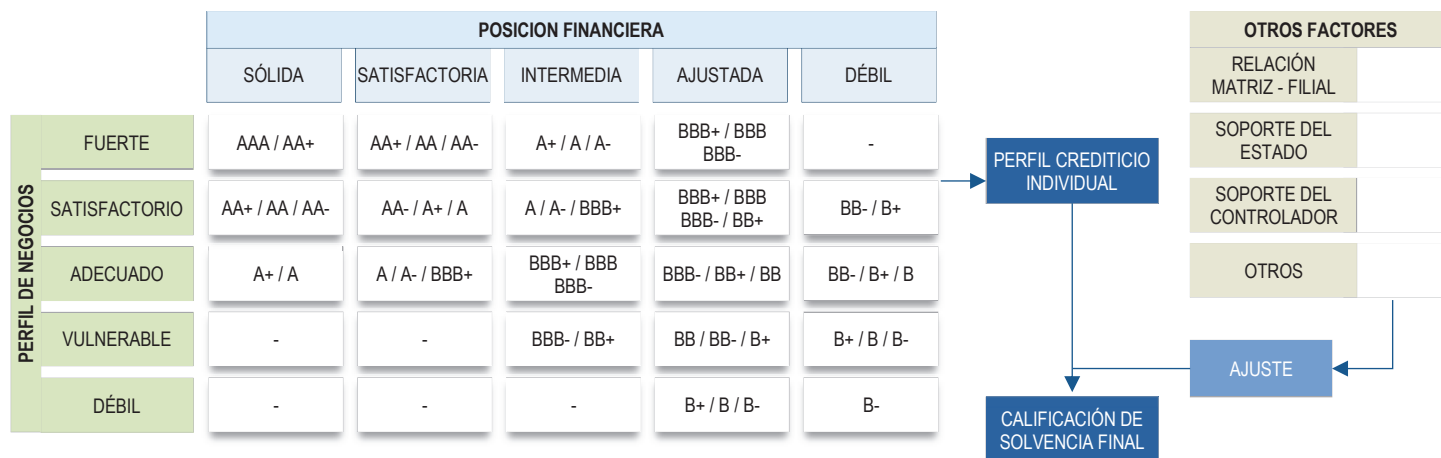 POSICION FINANCIERA
SÓLIDA
SATISFACTORIA
INTERMEDIA
AJUSTADA
DÉBIL
PERFIL DE NEGOCIOS
FUERTE
AAA / AA+
AA+ / AA / AA-
A+ / A / A-
BBB+ / BBB
BBB-
-
SATISFACTORIO
AA+ / AA / AA-
AA- / A+ / A
A / A- / BBB+
BBB+ / BBB
BBB- / BB+
BB- / B+
ADECUADO
A+ / A
A / A- / BBB+
BBB+ / BBB
BBB-
BBB- / BB+ / BB
BB- / B+ / B
VULNERABLE
-
-
BBB- / BB+
BB / BB- / B+
B+ / B / B-
DÉBIL
-
-
-
B+ / B / B-
B-
PERFIL CREDITICIO
INDIVIDUAL
CALIFICACIÓN DE
SOLVENCIA FINAL
OTROS FACTORES
RELACIÓN
MATRIZ - FILIAL
SOPORTE DEL
ESTADO
SOPORTE DEL
CONTROLADOR
OTROS
AJUSTE